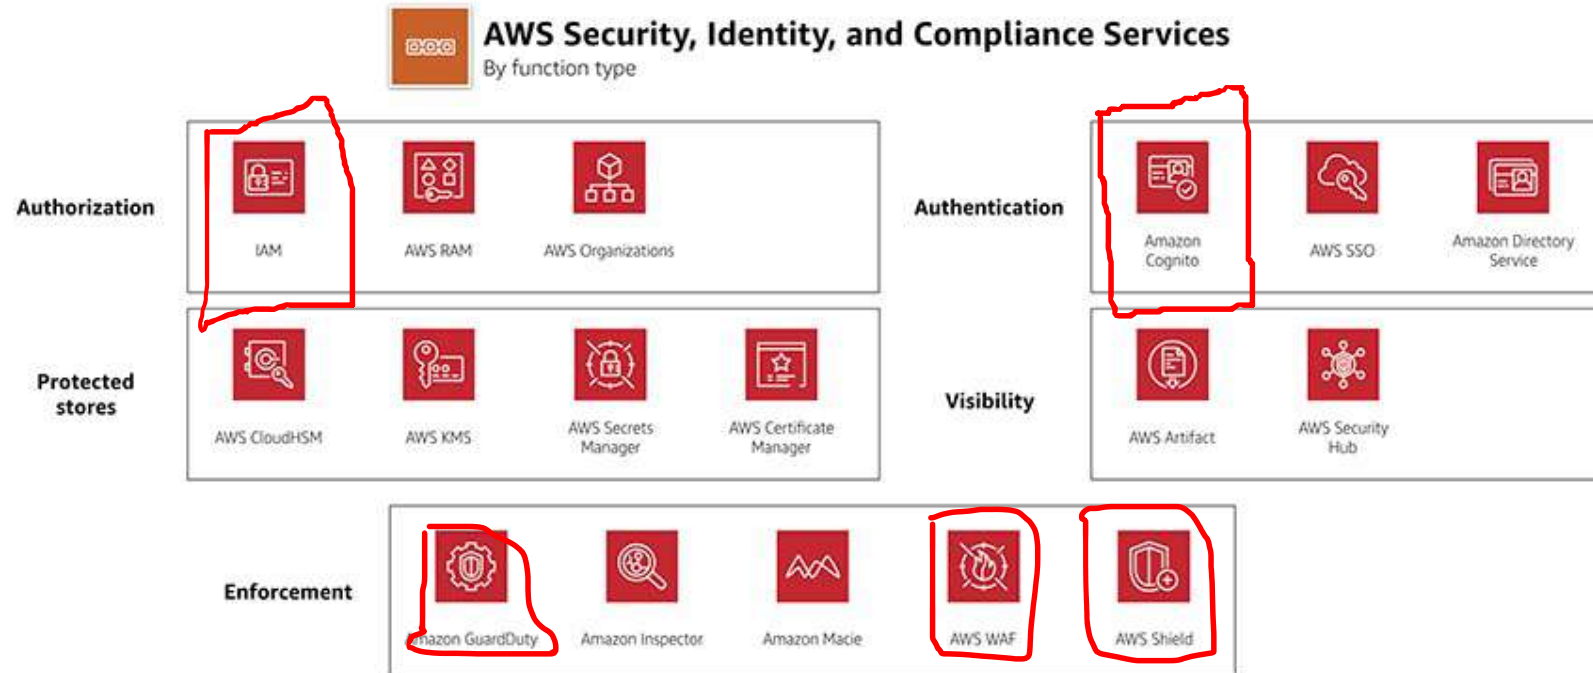 AWS Security, Identity, and Compliance Services
By function type
Authorization
IAM
AWS RAM
AWS Organizations
Authentication
Amazon
Cognito
AWS SSO
Amazon Directory
Service
Protected
stores
AWS CloudHSM
AWS KMS
AWS Secrets
Manager
AWS Certificate
Manager
Visibility
AWS Artifact
AWS Security
Hub
Enforcement
Amazon GuardDuty
Amazon Inspector
Amazon Macie
AWS WAF
AWS Shield